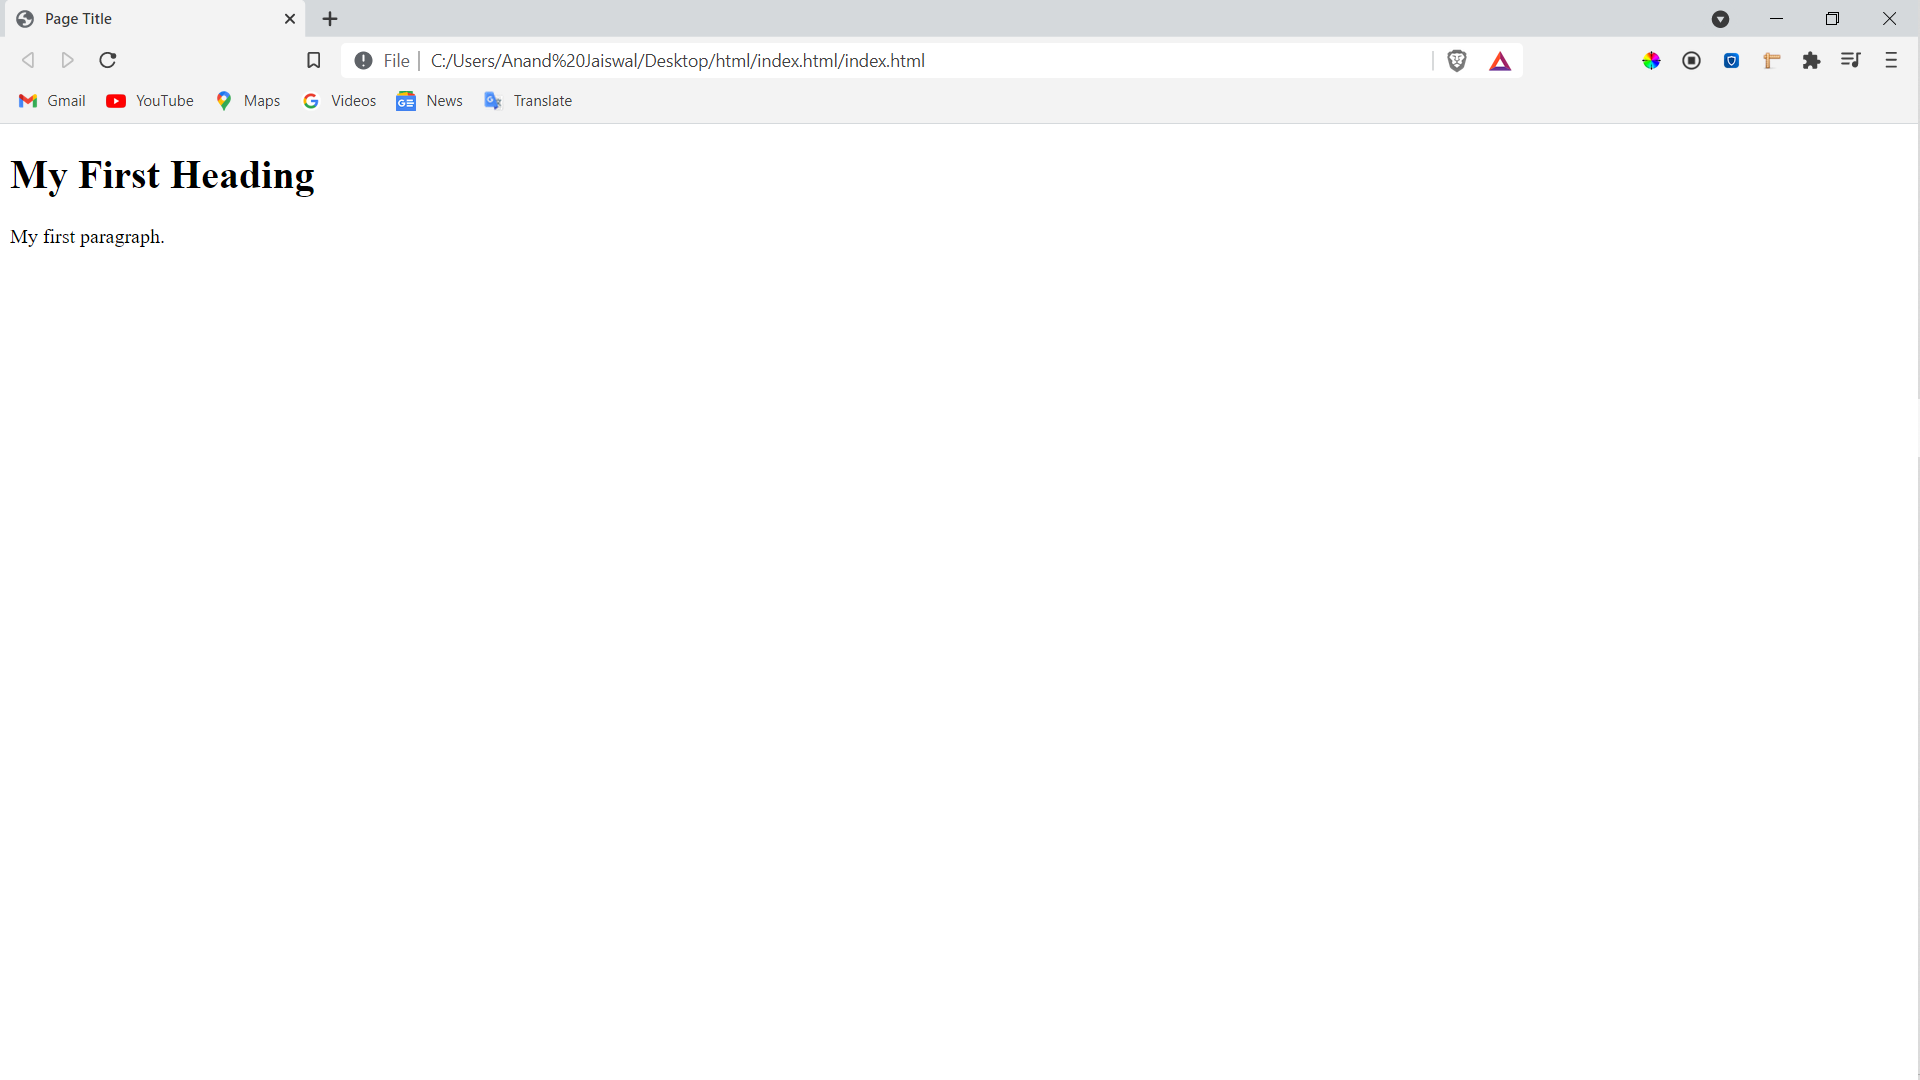 Page Title
File C:/Users/Anand%20Jaiswal/Desktop/html/index.html/index.html
Gmail YouTube Maps Videos News Translate
My First Heading
My first paragraph.